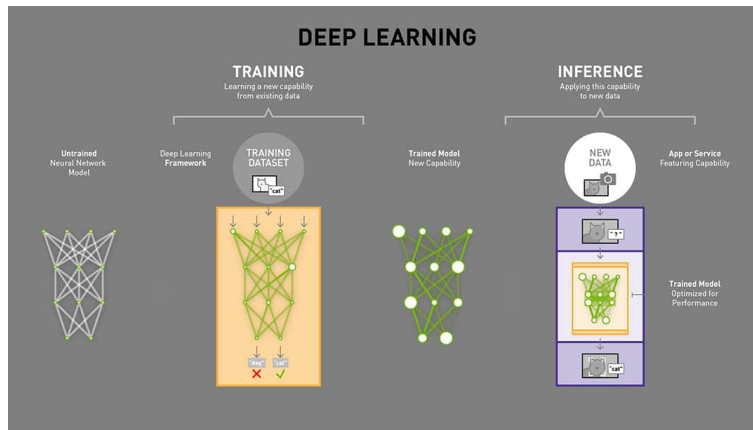 DEEP LEARNING
TRAINING
Learning a new capability
from existing data
INFERENCE
Applying this capability
to new data
Untrained
Neural Network
Model
Deep Learning
Framework
TRAINING
DATASET
"cat"
Trained Model
New Capability
NEW
DATA
App or Service
Featuring Capability
"?"
Trained Model
Optimized for
Performance
"dog"
"cat"
"cat"